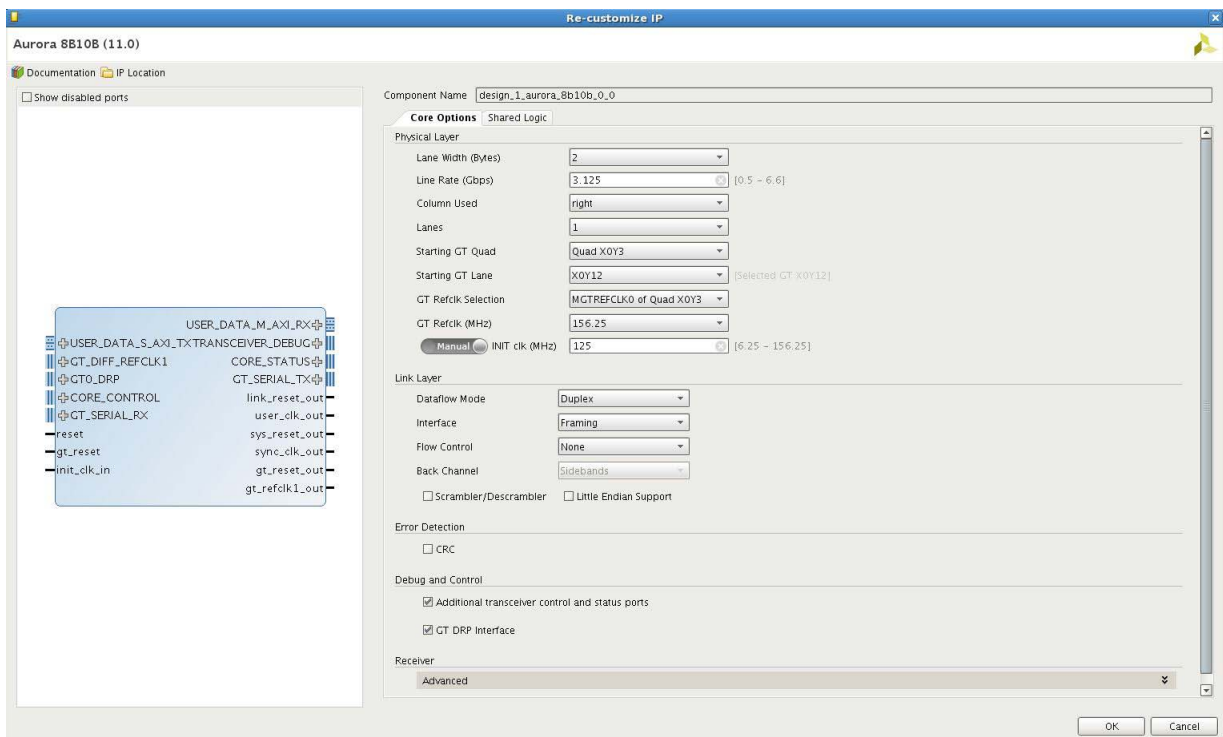 Re-customize IP
Aurora 8B10B (11.0)
Documentation IP Location
Show disabled ports
USER_DATA_M_AXI_RX
USER_DATA_S_AXI_TX TRANSCEIVER_DEBUG
GT_DIFF_REFCLK1 CORE_STATUS
GT0_DRP GT_SERIAL_TX
CORE_CONTROL link_reset_out
GT_SERIAL_RX user_clk_out
reset sys_reset_out
gt_reset sync_clk_out
init_clk_in gt_reset_out
gt_refclk1_out
Component Name design_1_aurora_8b10b_0_0
Core Options Shared Logic
Physical Layer
Lane Width (Bytes) 2
Line Rate (Gbps) 3.125 [0.5 - 6.6]
Column Used right
Lanes 1
Starting GT Quad Quad X0Y3
Starting GT Lane X0Y12 [Selected GT X0Y12]
GT Refclk Selection MGTREFCLK0 of Quad X0Y3
GT Refclk (MHz) 156.25
Manual INIT clk (MHz) 125 [6.25 - 156.25]
Link Layer
Dataflow Mode Duplex
Interface Framing
Flow Control None
Back Channel Sidebands
Scrambler/Descrambler Little Endian Support
Error Detection
CRC
Debug and Control
Additional transceiver control and status ports
GT DRP Interface
Receiver
Advanced
OK Cancel